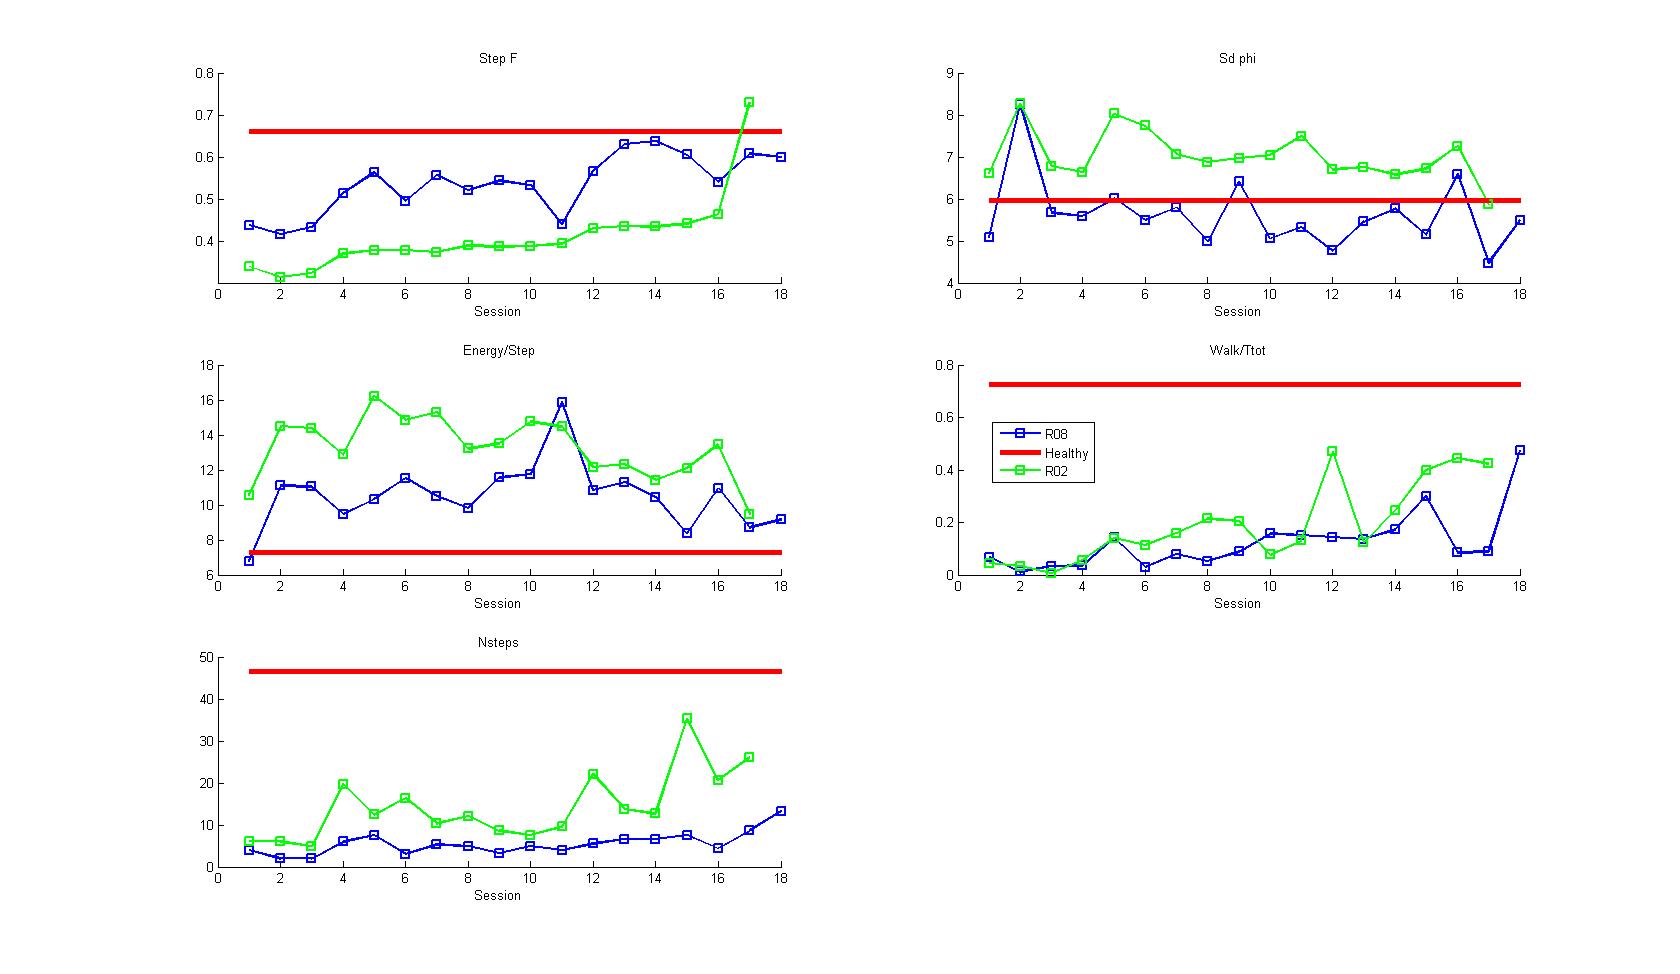 Step F
0.8
0.7
0.6
0.5
0.4
0 2 4 6 8 10 12 14 16 18
Session
Sd phi
9
8
7
6
5
4
0 2 4 6 8 10 12 14 16 18
Session
Energy/Step
18
16
14
12
10
8
6
0 2 4 6 8 10 12 14 16 18
Session
Walk/Ttot
0.8
0.6
0.4
0.2
0
0 2 4 6 8 10 12 14 16 18
Session
R08
Healthy
R02
Nsteps
50
40
30
20
10
0
0 2 4 6 8 10 12 14 16 18
Session